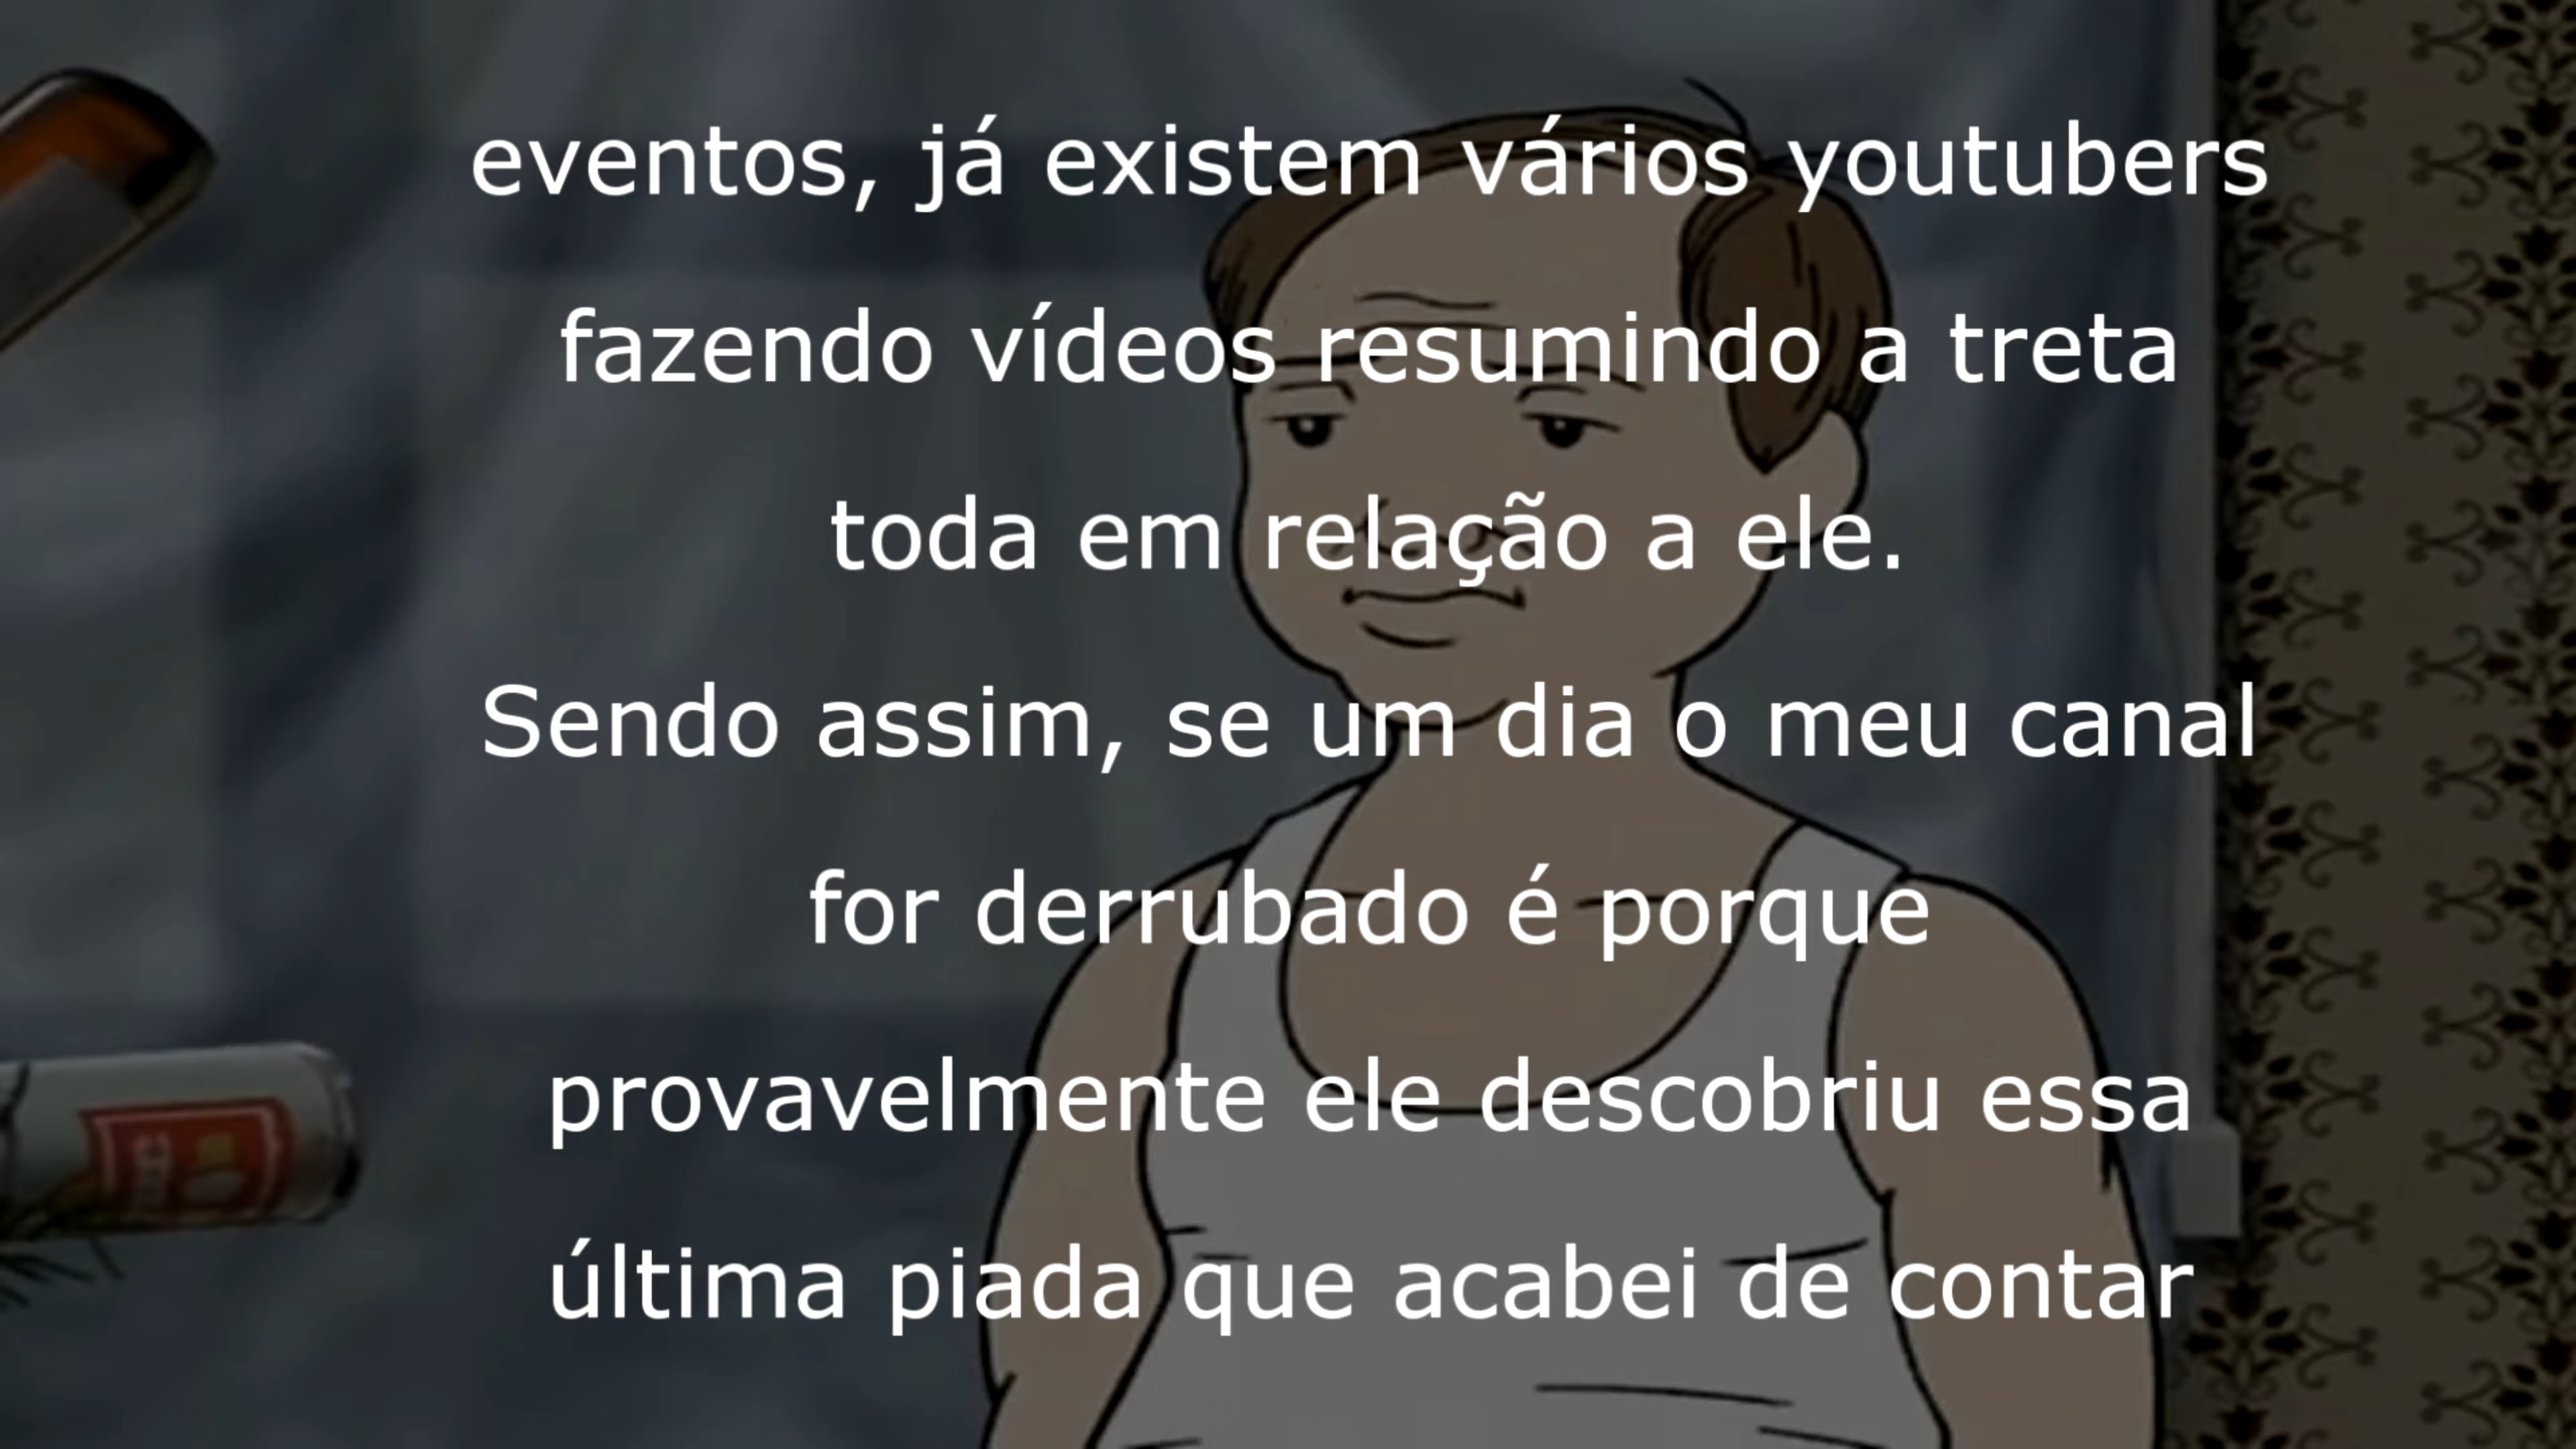 eventos, já existem vários youtubers
fazendo vídeos resumindo a treta
toda em relação a ele.
Sendo assim, se um dia o meu canal
for derrubado é porque
provavelmente ele descobriu essa
última piada que acabei de contar